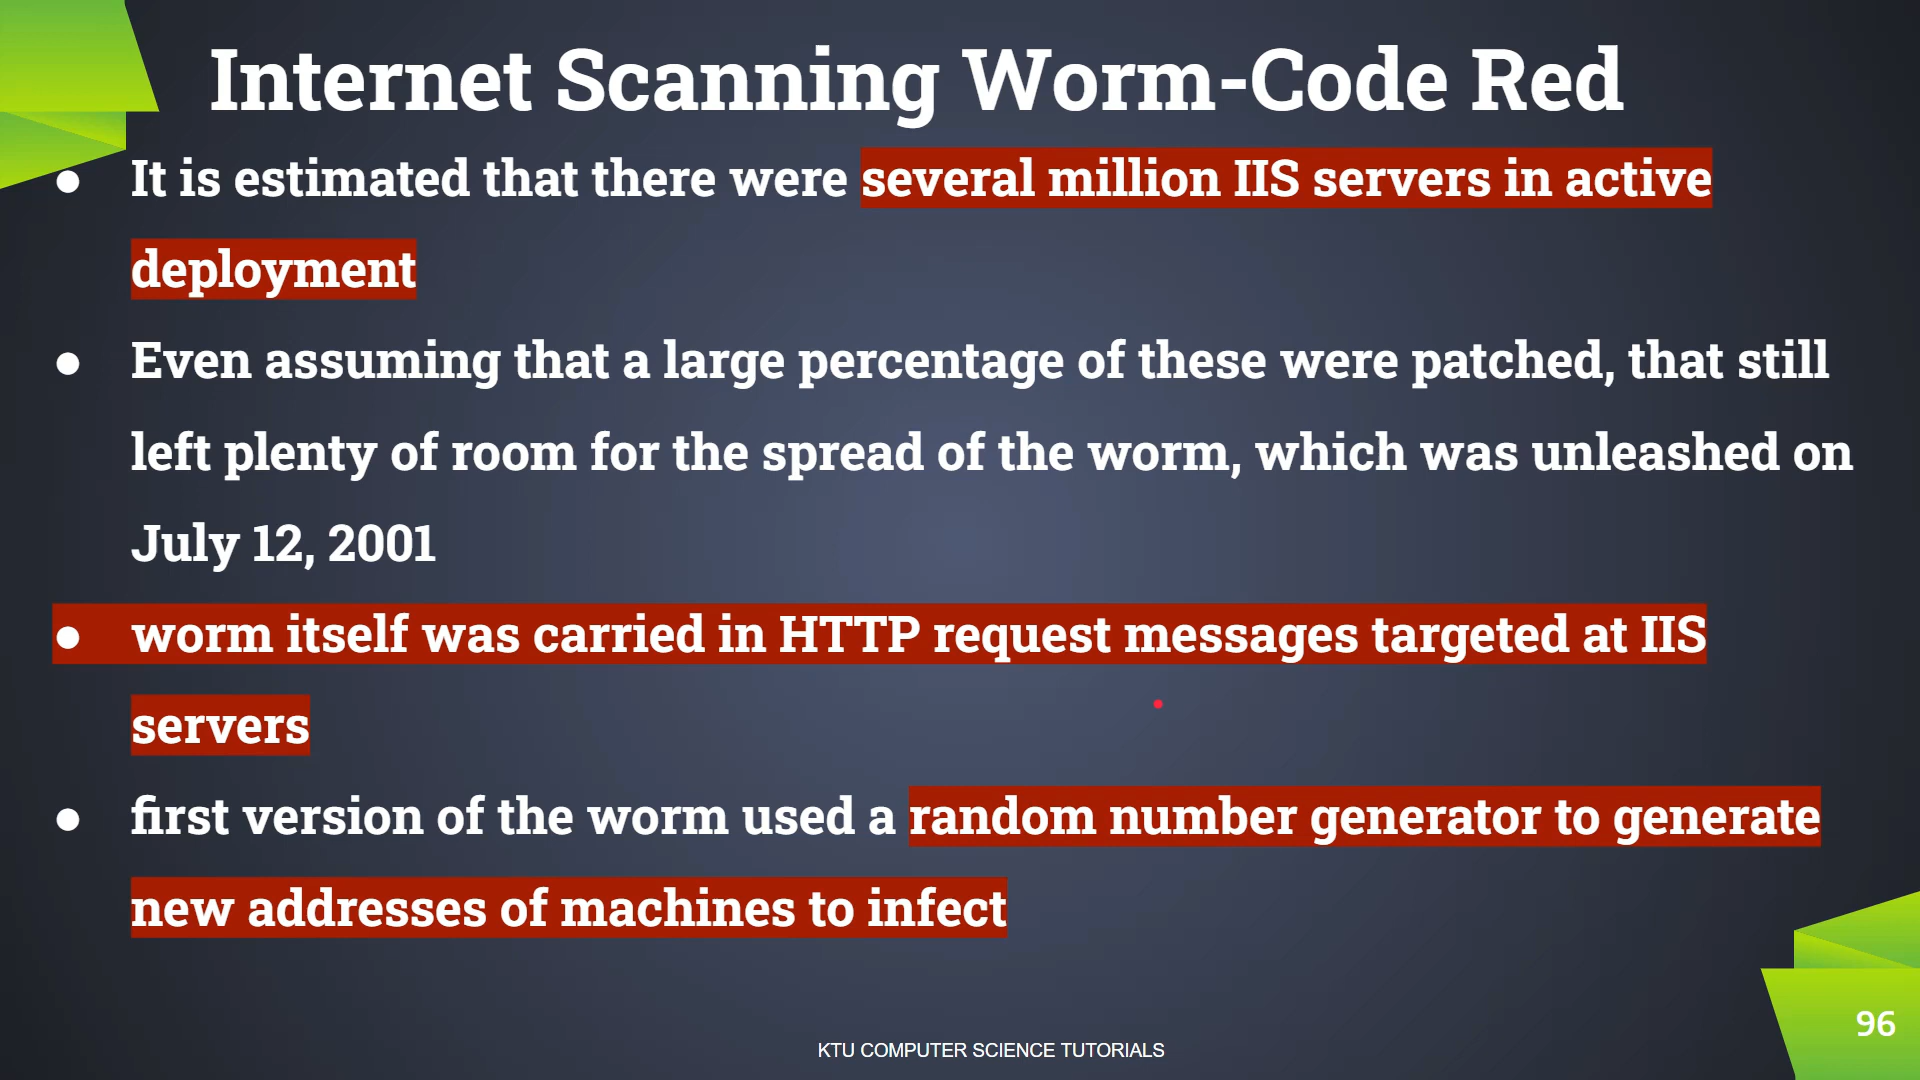 Internet Scanning Worm-Code Red
● It is estimated that there were several million IIS servers in active
deployment
● Even assuming that a large percentage of these were patched, that still
left plenty of room for the spread of the worm, which was unleashed on
July 12, 2001
● worm itself was carried in HTTP request messages targeted at IIS
servers
● first version of the worm used a random number generator to generate
new addresses of machines to infect
96
KTU COMPUTER SCIENCE TUTORIALS